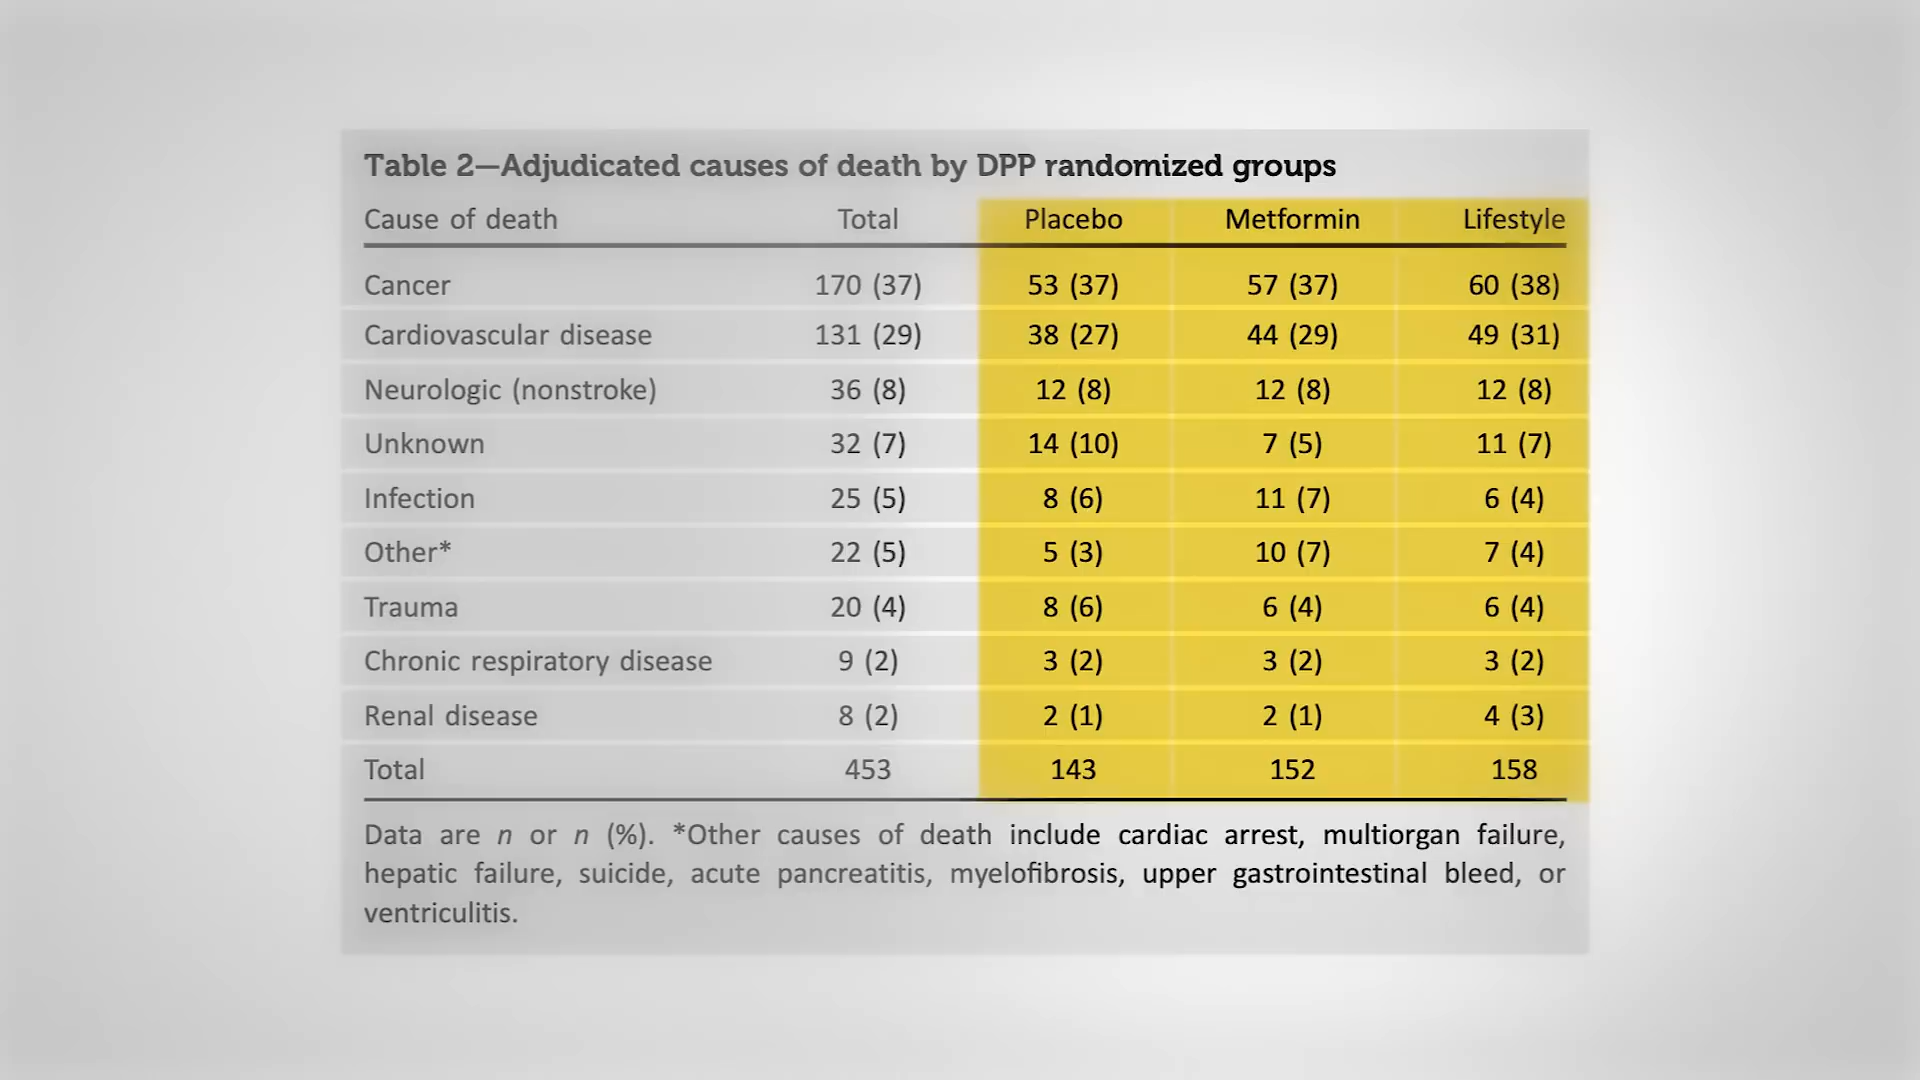 Table 2—Adjudicated causes of death by DPP randomized groups
Cause of death Total Placebo Metformin Lifestyle
Cancer 170 (37) 53 (37) 57 (37) 60 (38)
Cardiovascular disease 131 (29) 38 (27) 44 (29) 49 (31)
Neurologic (nonstroke) 36 (8) 12 (8) 12 (8) 12 (8)
Unknown 32 (7) 14 (10) 7 (5) 11 (7)
Infection 25 (5) 8 (6) 11 (7) 6 (4)
Other* 22 (5) 5 (3) 10 (7) 7 (4)
Trauma 20 (4) 8 (6) 6 (4) 6 (4)
Chronic respiratory disease 9 (2) 3 (2) 3 (2) 3 (2)
Renal disease 8 (2) 2 (1) 2 (1) 4 (3)
Total 453 143 152 158
Data are n or n (%). *Other causes of death include cardiac arrest, multiorgan failure,
hepatic failure, suicide, acute pancreatitis, myelofibrosis, upper gastrointestinal bleed, or
ventriculitis.